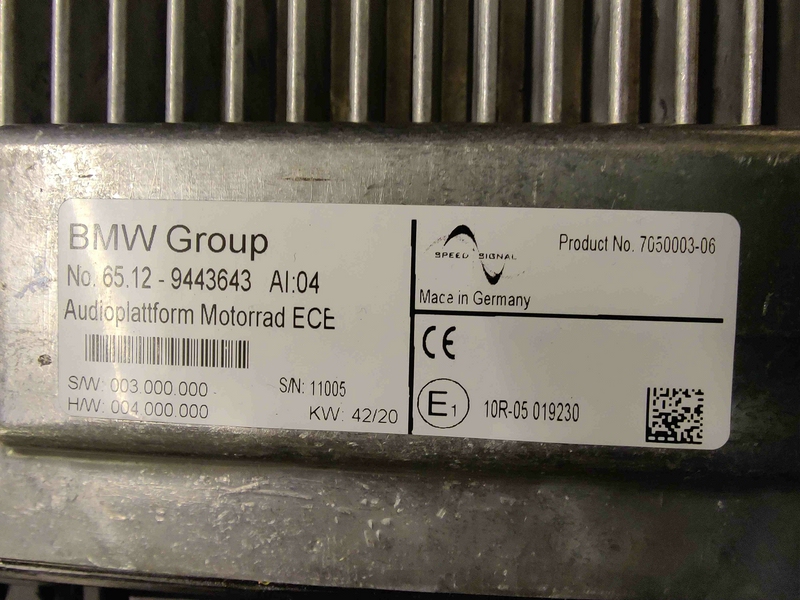 BMW Group
No. 65.12 - 9443643 AI:04
Audioplattform Motorrad ECE
S/W: 003.000.000 S/N: 11005
H/W: 004.000.000 KW: 42/20
SPEED SIGNAL
Product No. 7050003-06
Made in Germany
CE
E1 10R-05 019230